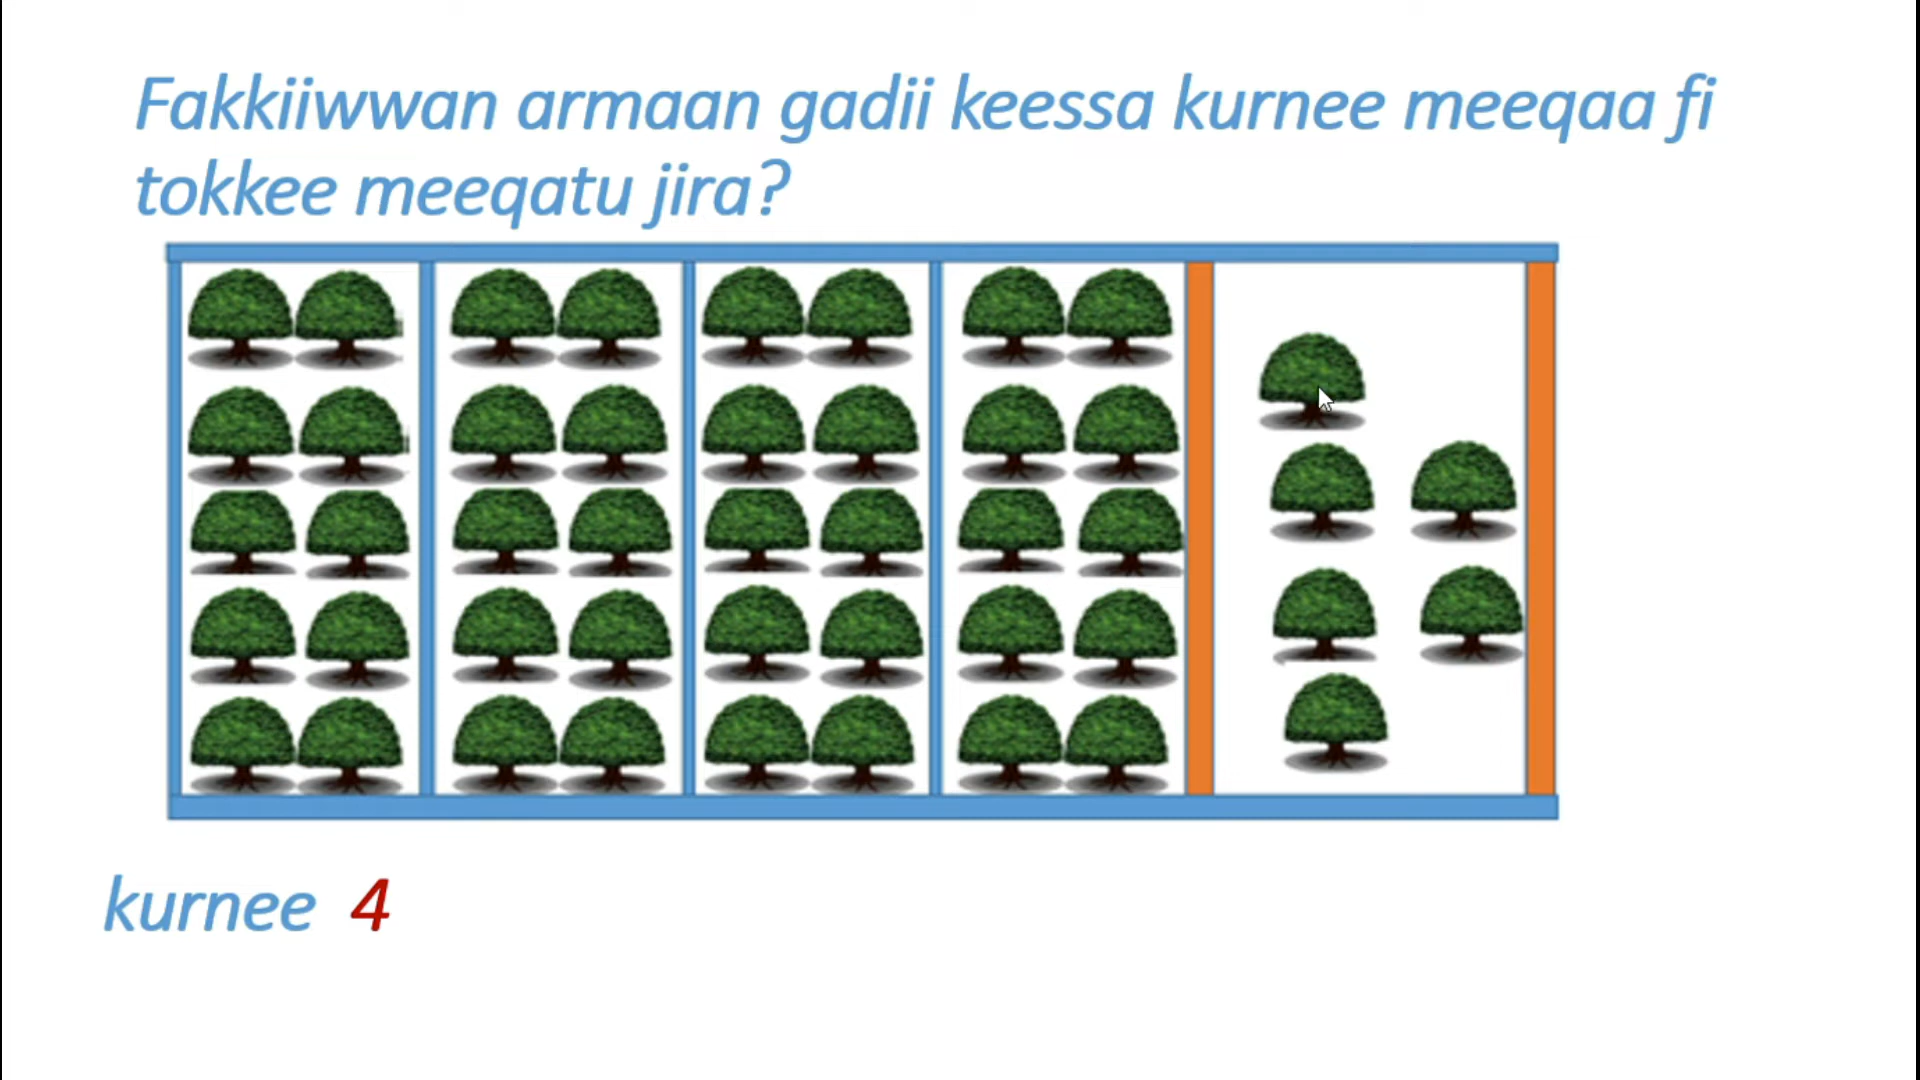 Fakkiiwwan armaan gadii keessa kurnee meeqaa fi
tokkee meeqatu jira?
kurnee 4